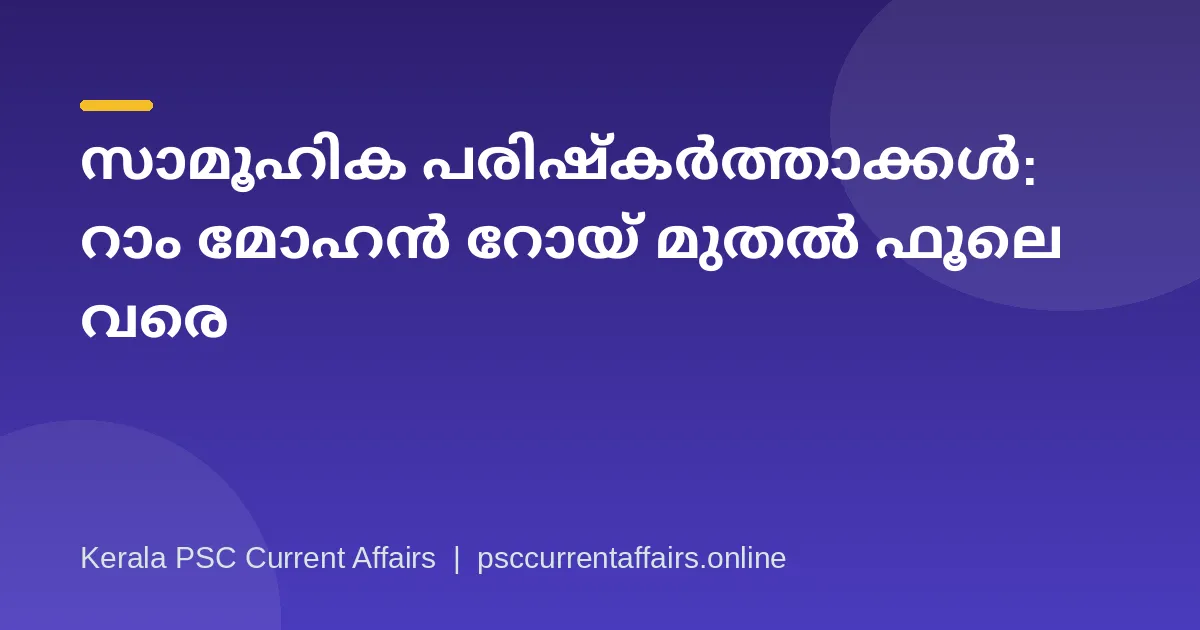 സാമൂഹിക പരിഷ്കർത്താക്കൾ:
റാം മോഹൻ റോയ് മുതൽ ഫൂലെ
വരെ
Kerala PSC Current Affairs | psccurrentaffairs.online